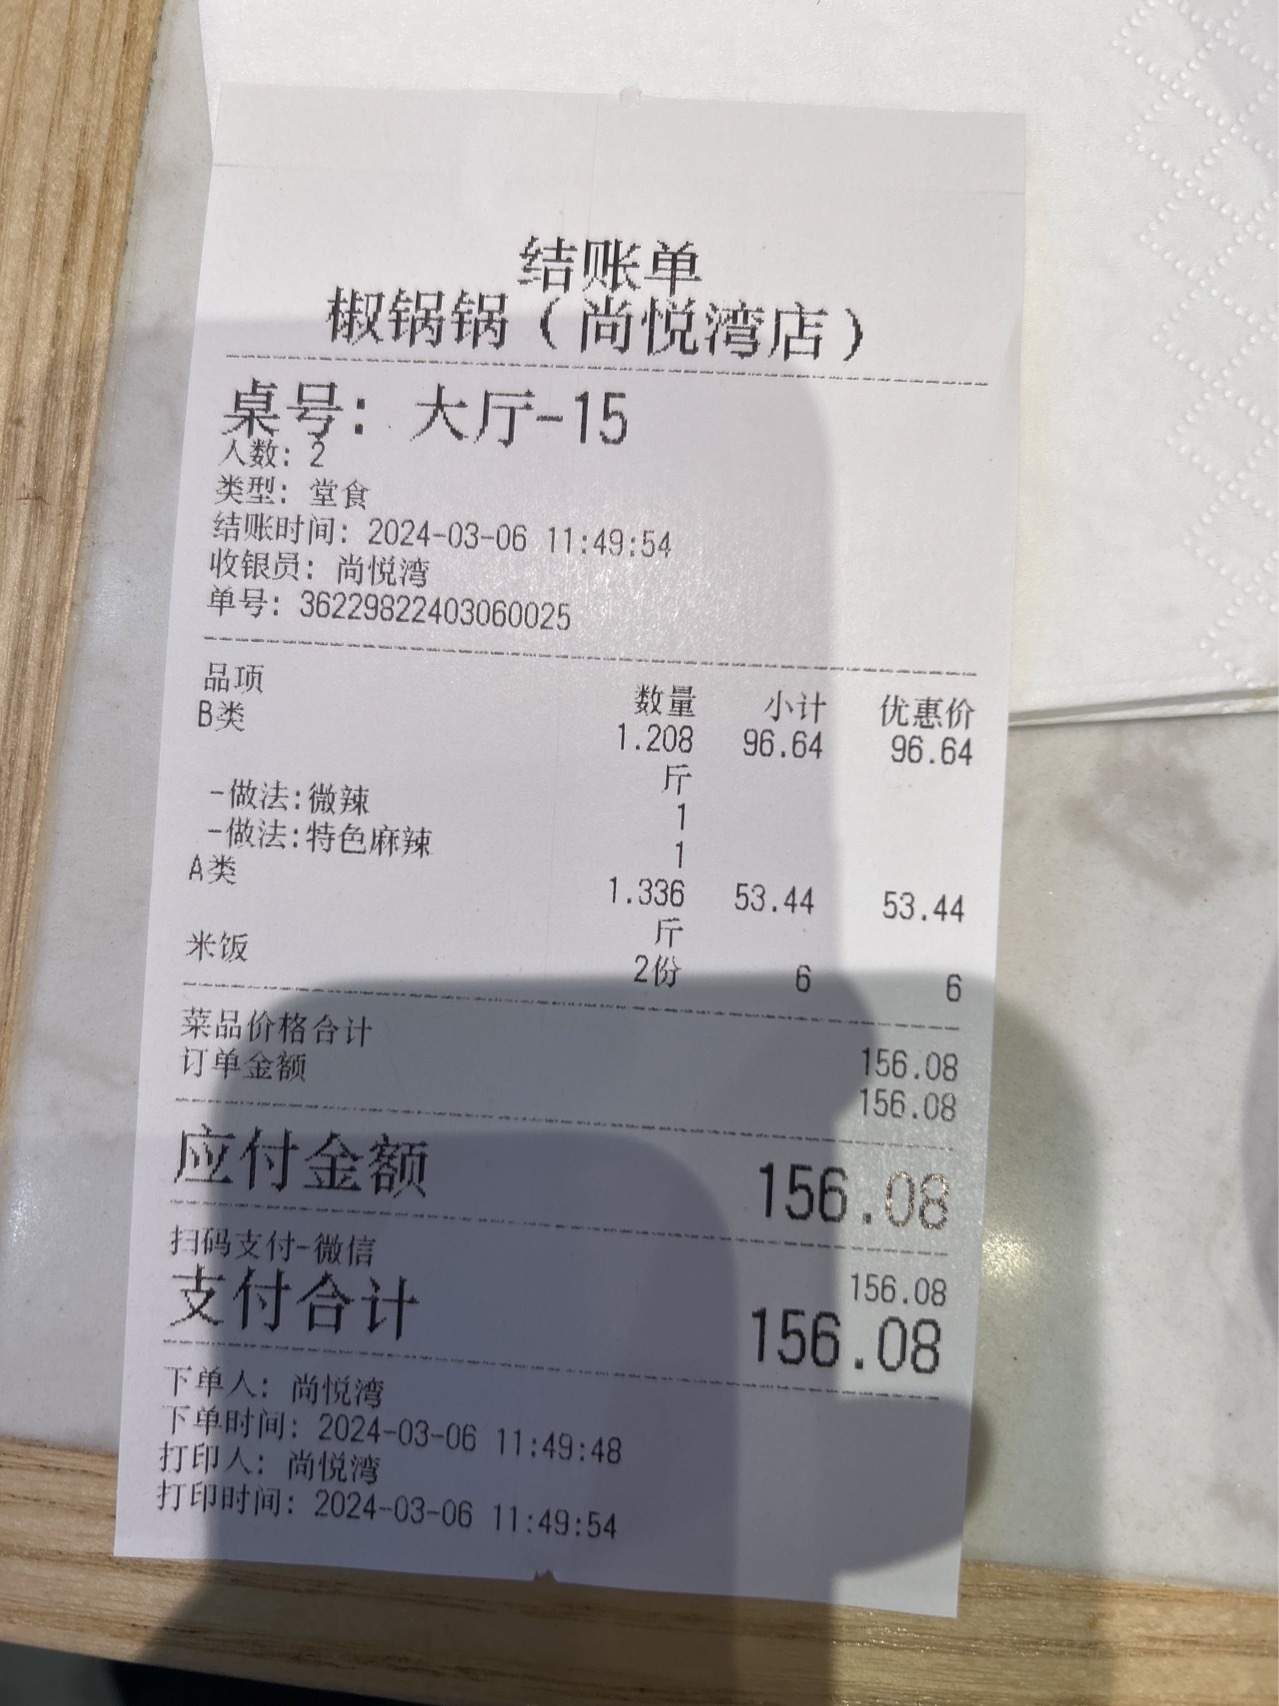 结账单
椒锅锅（尚悦湾店）
桌号：大厅-15
人数：2
类型：堂食
结账时间：2024-03-06 11:49:54
收银员：尚悦湾
单号：36229822403060025
品项 数量 小计 优惠价
B类 1.208 96.64 96.64
斤
-做法:微辣 1
-做法:特色麻辣 1
A类 1.336 53.44 53.44
斤
米饭 2份 6 6
菜品价格合计 156.08
订单金额 156.08
应付金额 156.08
扫码支付-微信 156.08
支付合计 156.08
下单人：尚悦湾
下单时间：2024-03-06 11:49:48
打印人：尚悦湾
打印时间：2024-03-06 11:49:54